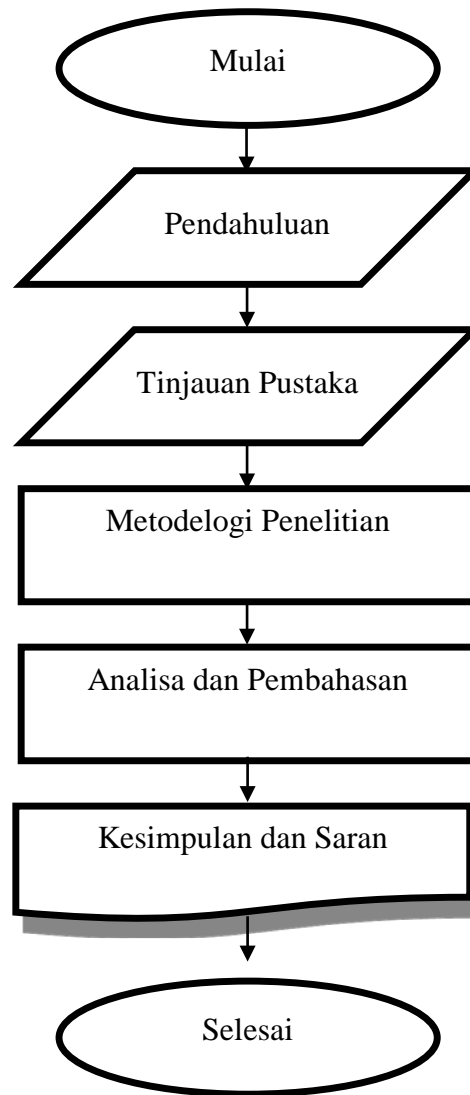 Mulai
Pendahuluan
Tinjauan Pustaka
Metodelogi Penelitian
Analisa dan Pembahasan
Kesimpulan dan Saran
Selesai